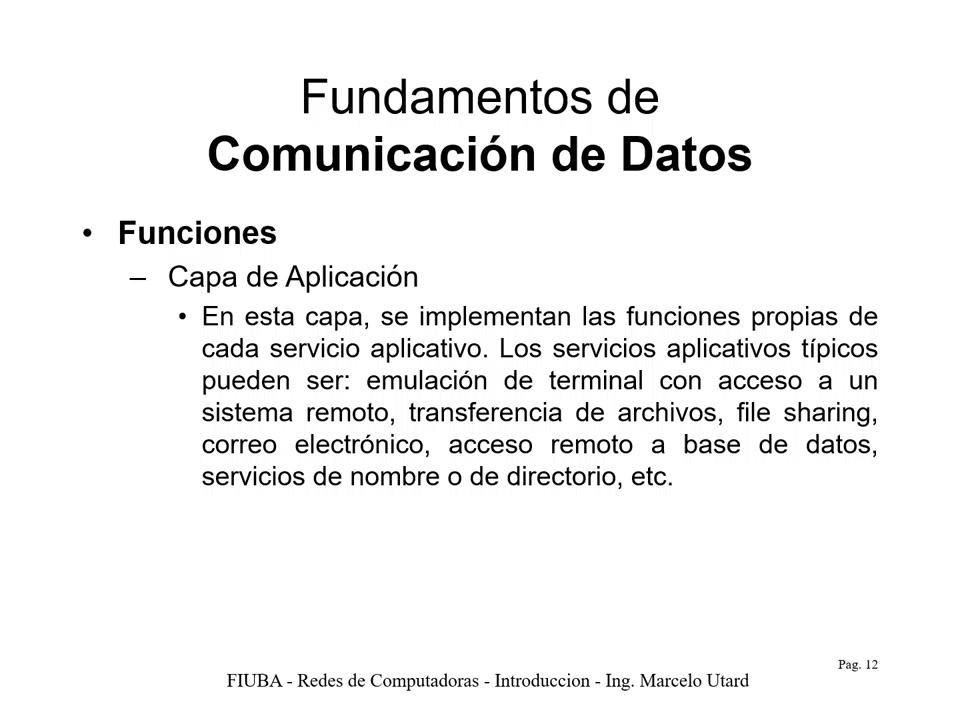 Fundamentos de
Comunicación de Datos
• Funciones
– Capa de Aplicación
• En esta capa, se implementan las funciones propias de
cada servicio aplicativo. Los servicios aplicativos típicos
pueden ser: emulación de terminal con acceso a un
sistema remoto, transferencia de archivos, file sharing,
correo electrónico, acceso remoto a base de datos,
servicios de nombre o de directorio, etc.
Pag. 12
FIUBA - Redes de Computadoras - Introduccion - Ing. Marcelo Utard